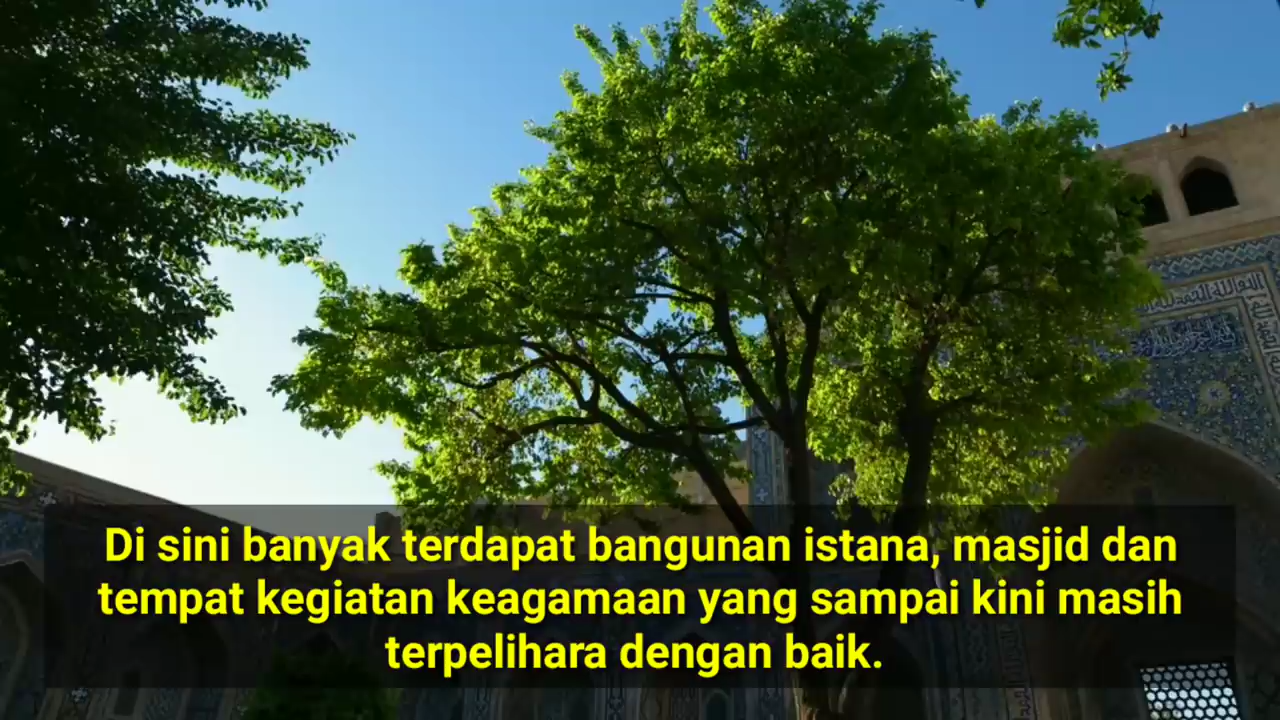 Di sini banyak terdapat bangunan istana, masjid dan
tempat kegiatan keagamaan yang sampai kini masih
terpelihara dengan baik.